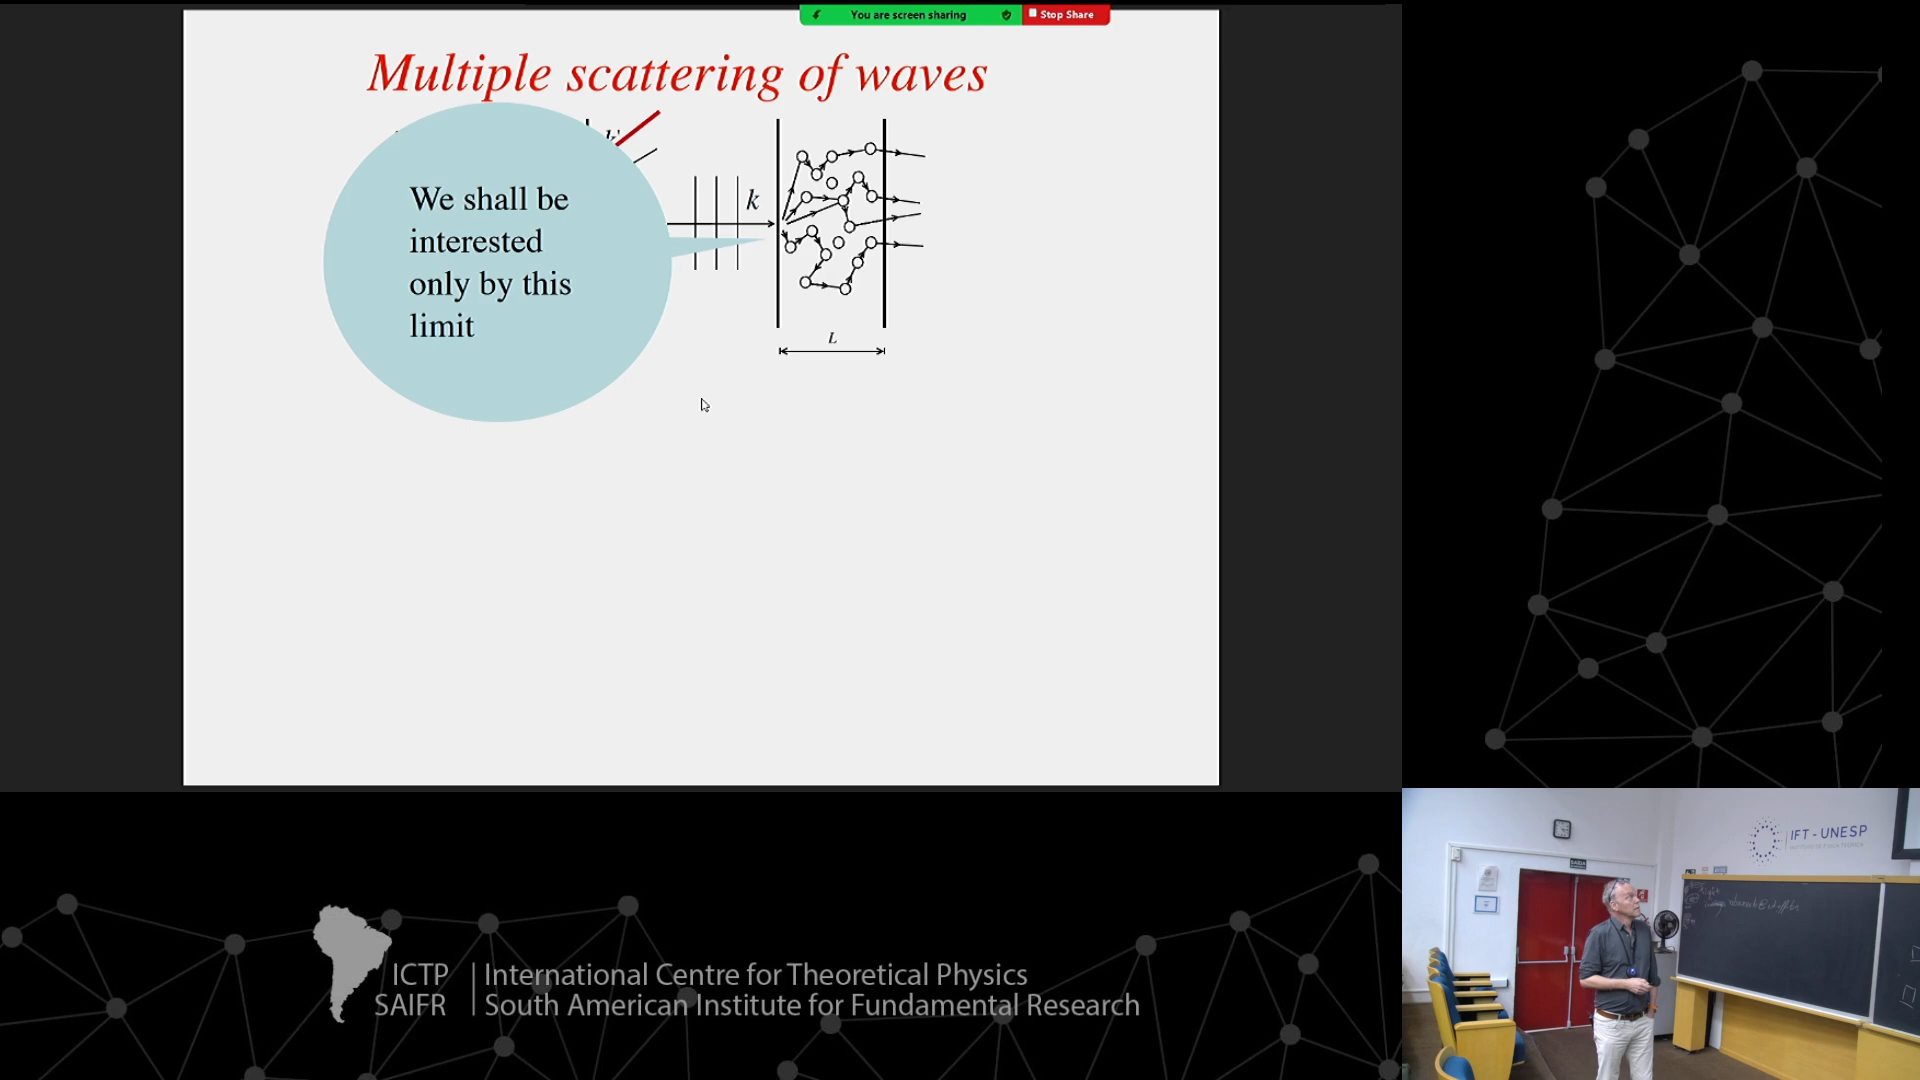 You are screen sharing
Stop Share
Multiple scattering of waves
k'
k
We shall be
interested
only by this
limit
L
ICTP
SAIFR
International Centre for Theoretical Physics
South American Institute for Fundamental Research
IFT - UNESP
SAÍDA